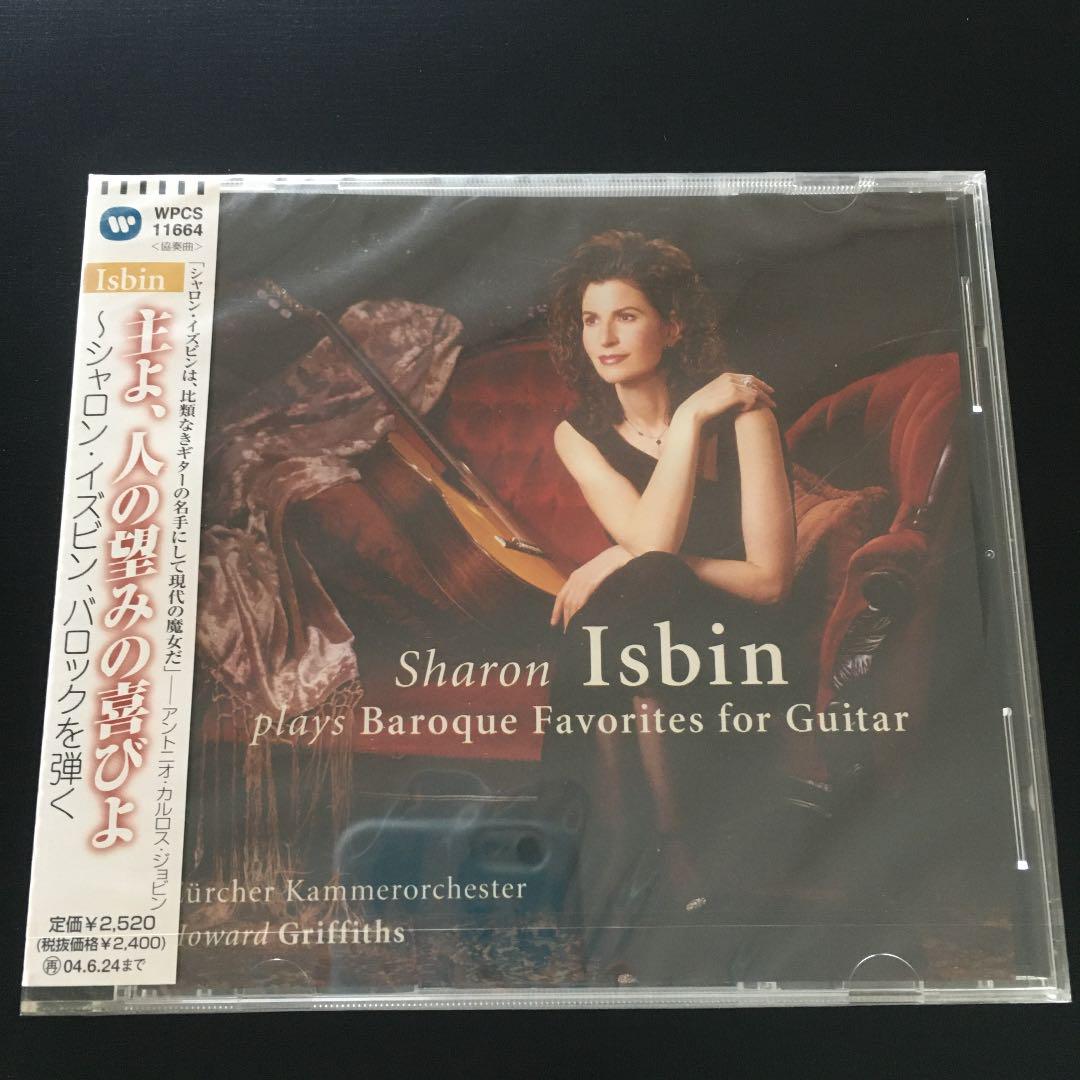 WPCS
11664
<協奏曲>
Isbin
「シャロン・イズビンは、比類なきギターの名手にして現代の魔女だ」――アントニオ・カルロス・ジョビン
主よ、人の望みの喜びよ
〜シャロン・イズビン、バロックを弾く
定価¥2,520
(税抜価格¥2,400)
再04.6.24まで
Sharon Isbin
plays Baroque Favorites for Guitar
ürcher Kammerorchester
oward Griffiths